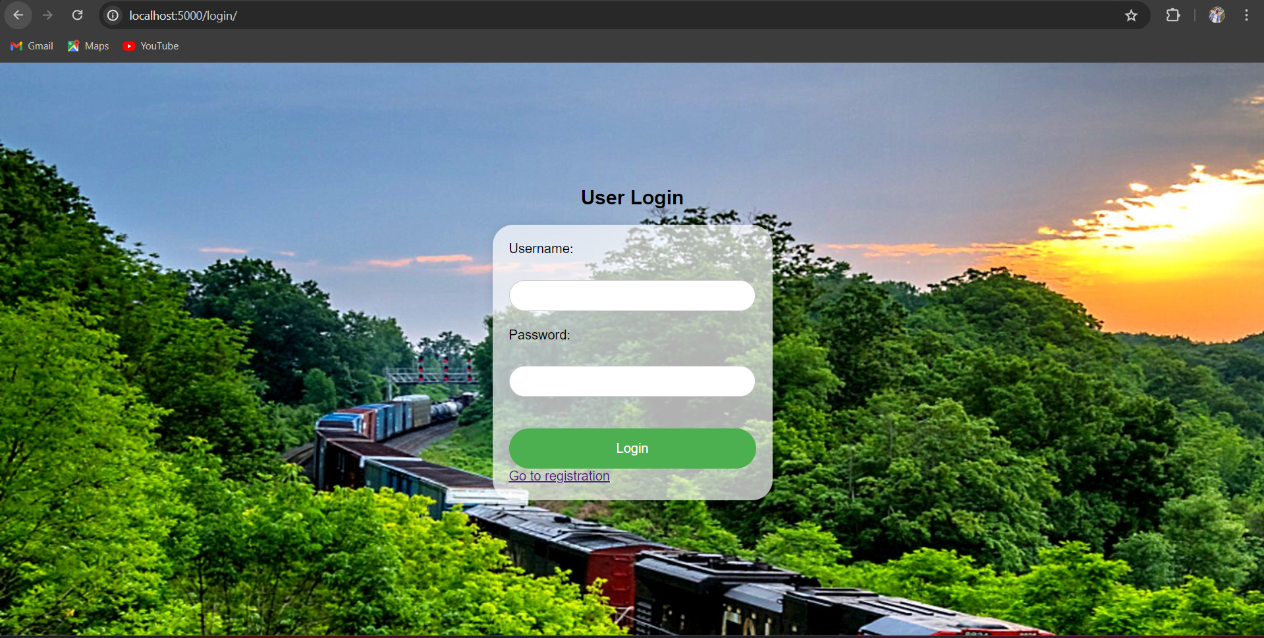 localhost:5000/login/
Gmail Maps YouTube
User Login
Username:
Password:
Login
Go to registration